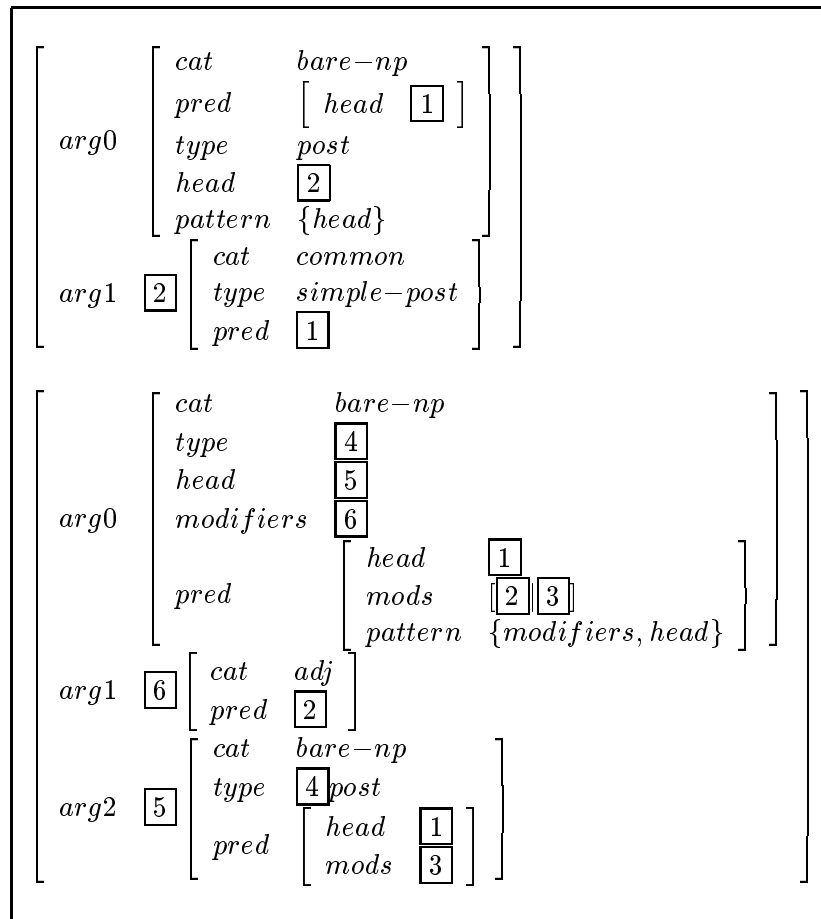 cat bare−np
pred [ head 1 ]
arg0 type post
head 2
pattern {head}
cat common
arg1 2 type simple−post
pred 1
cat bare−np
type 4
head 5
arg0 modifiers 6
head 1
pred mods [ 2 | 3 ]
pattern {modifiers, head}
arg1 6 cat adj
pred 2
cat bare−np
type 4 post
arg2 5
head 1
pred
mods 3